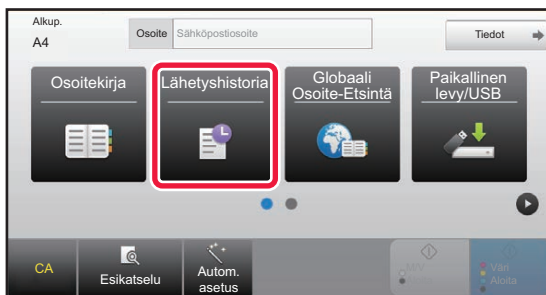 Alkup.
A4
Osoite
Sähköpostiosoite
Tiedot
Osoitekirja
Lähetyshistoria
Globaali
Osoite-Etsintä
Paikallinen
levy/USB
CA
Esikatselu
Autom.
asetus
Väri
Aloita